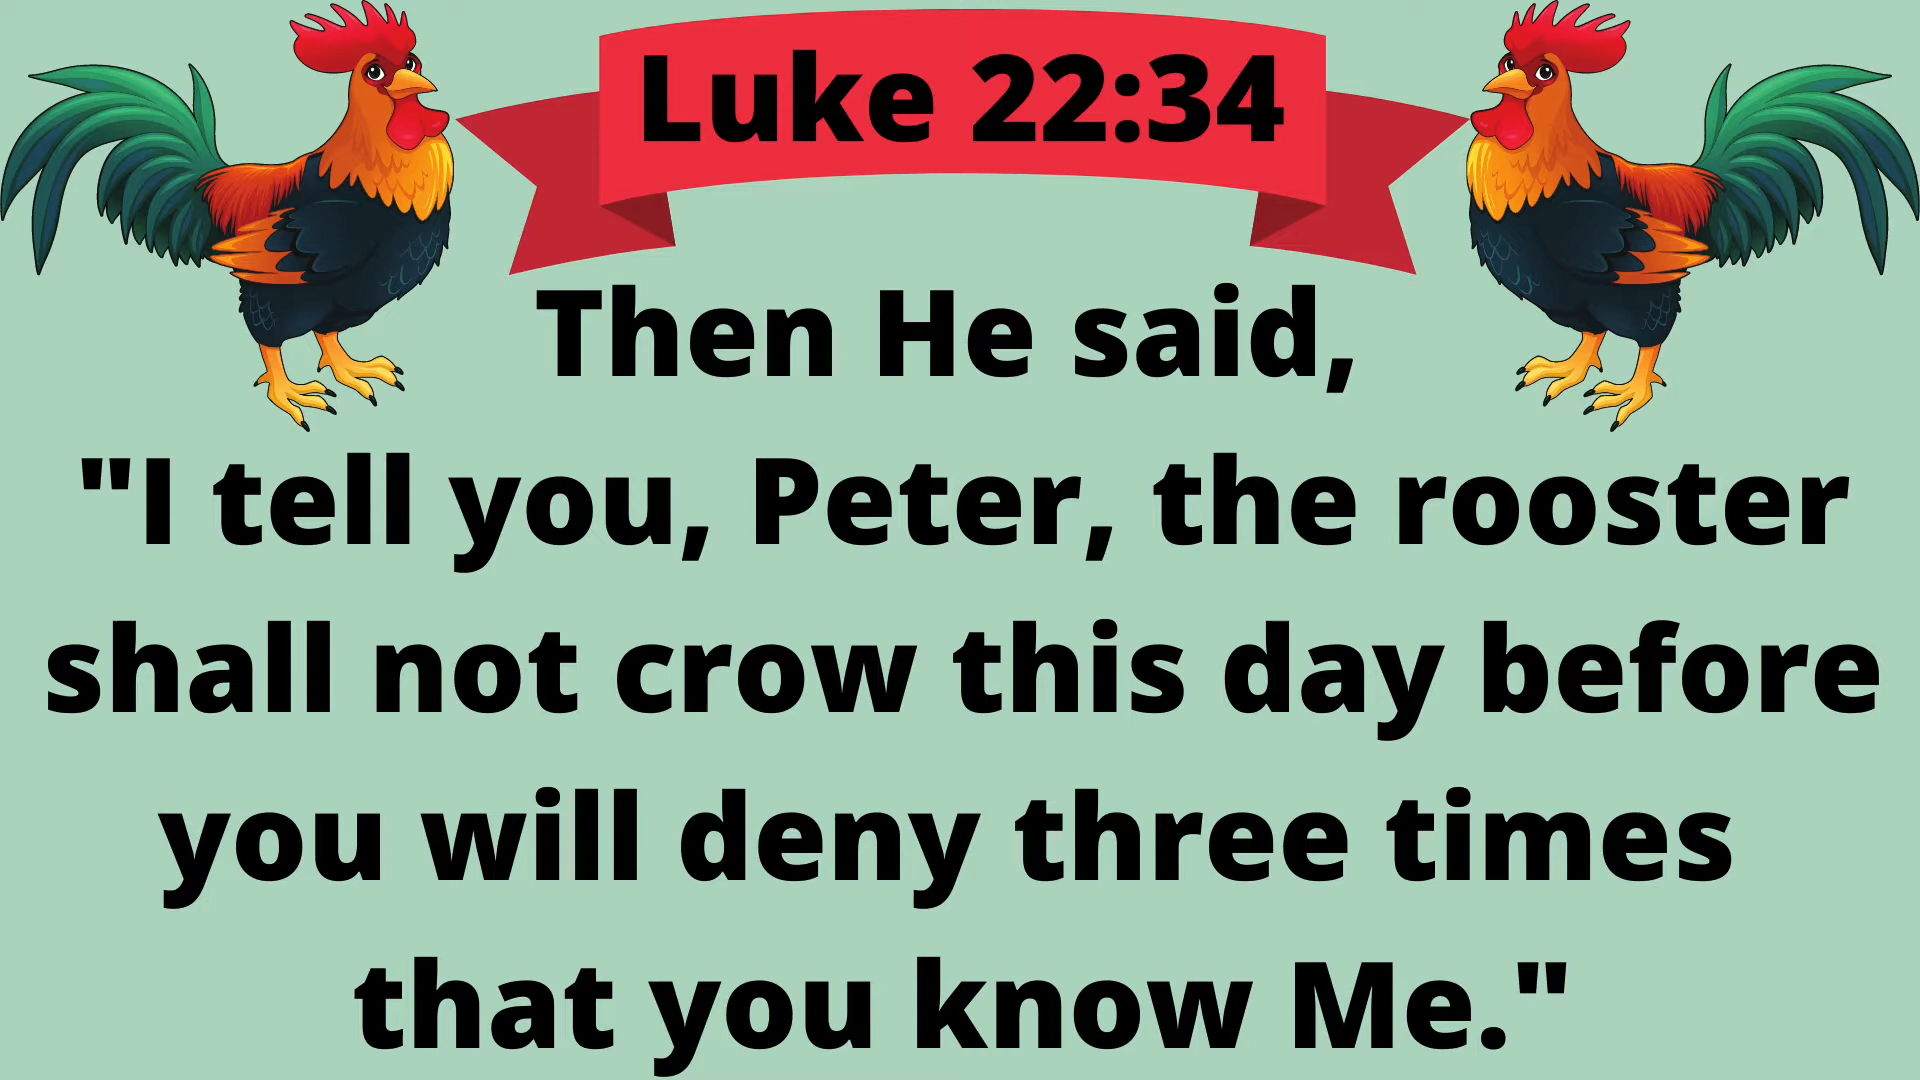 Luke 22:34
Then He said,
"I tell you, Peter, the rooster
shall not crow this day before
you will deny three times
that you know Me."